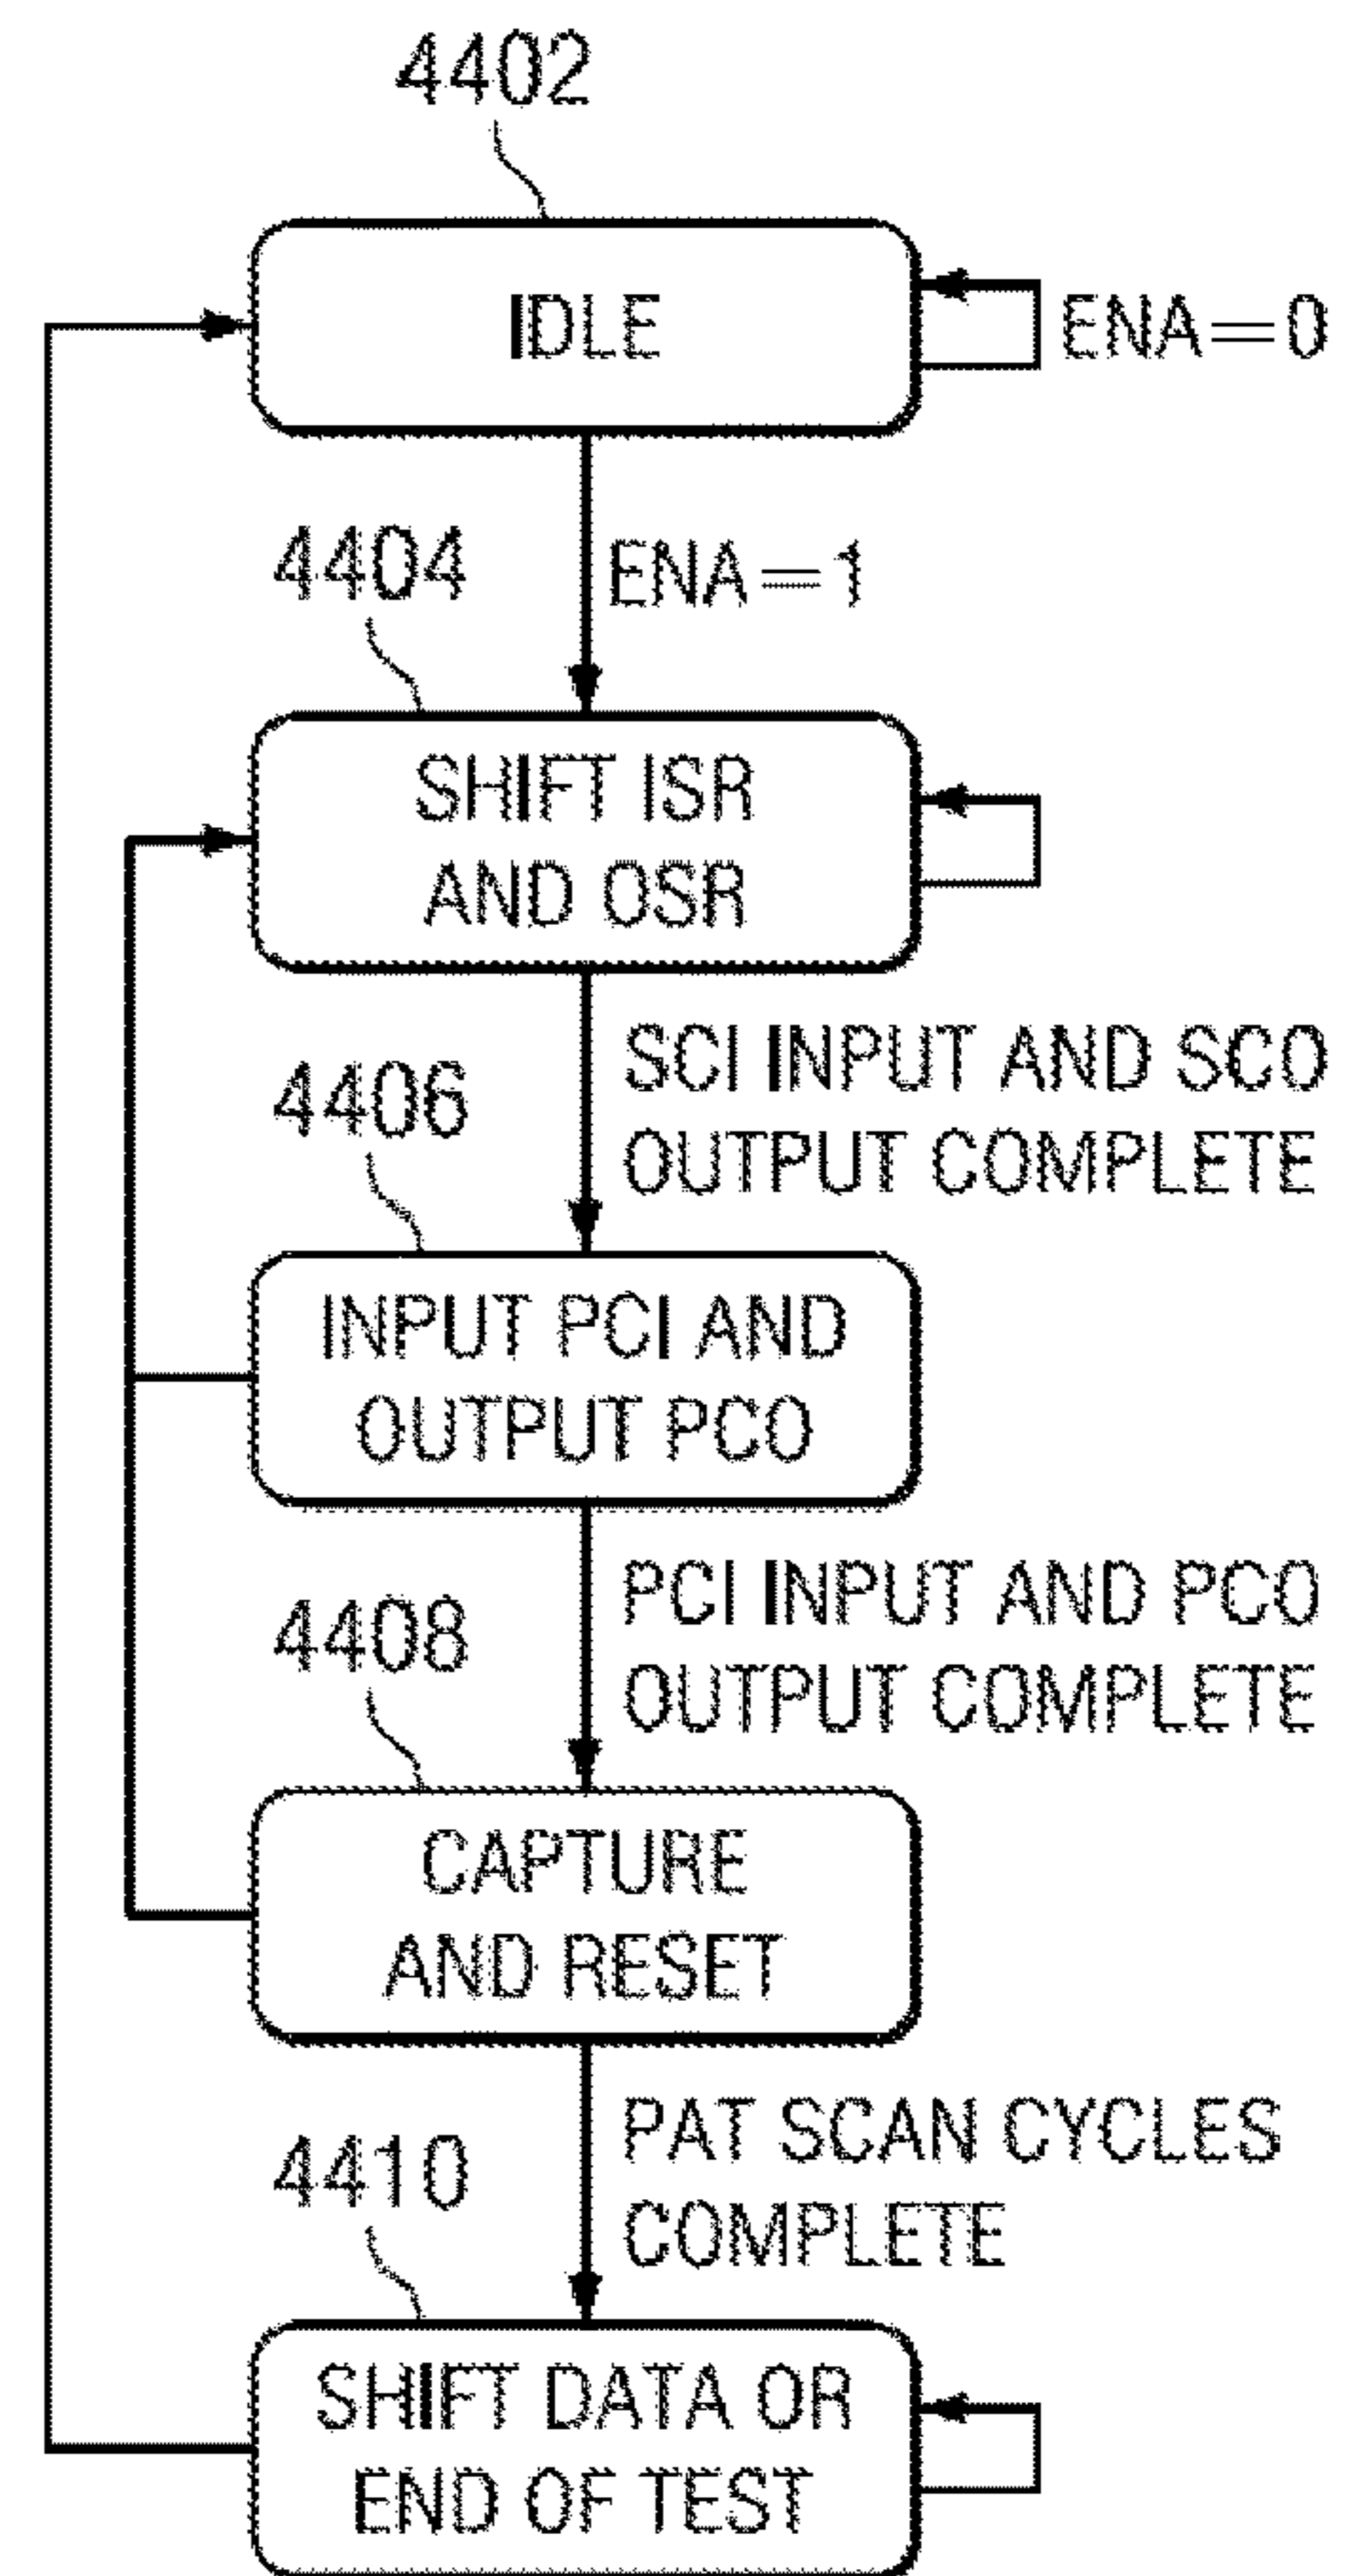 4402
IDLE
ENA=0
4404
ENA=1
SHIFT ISR
AND OSR
4406
SCI INPUT AND SCO
OUTPUT COMPLETE
INPUT PCI AND
OUTPUT PCO
4408
PCI INPUT AND PCO
OUTPUT COMPLETE
CAPTURE
AND RESET
4410
PAT SCAN CYCLES
COMPLETE
SHIFT DATA OR
END OF TEST